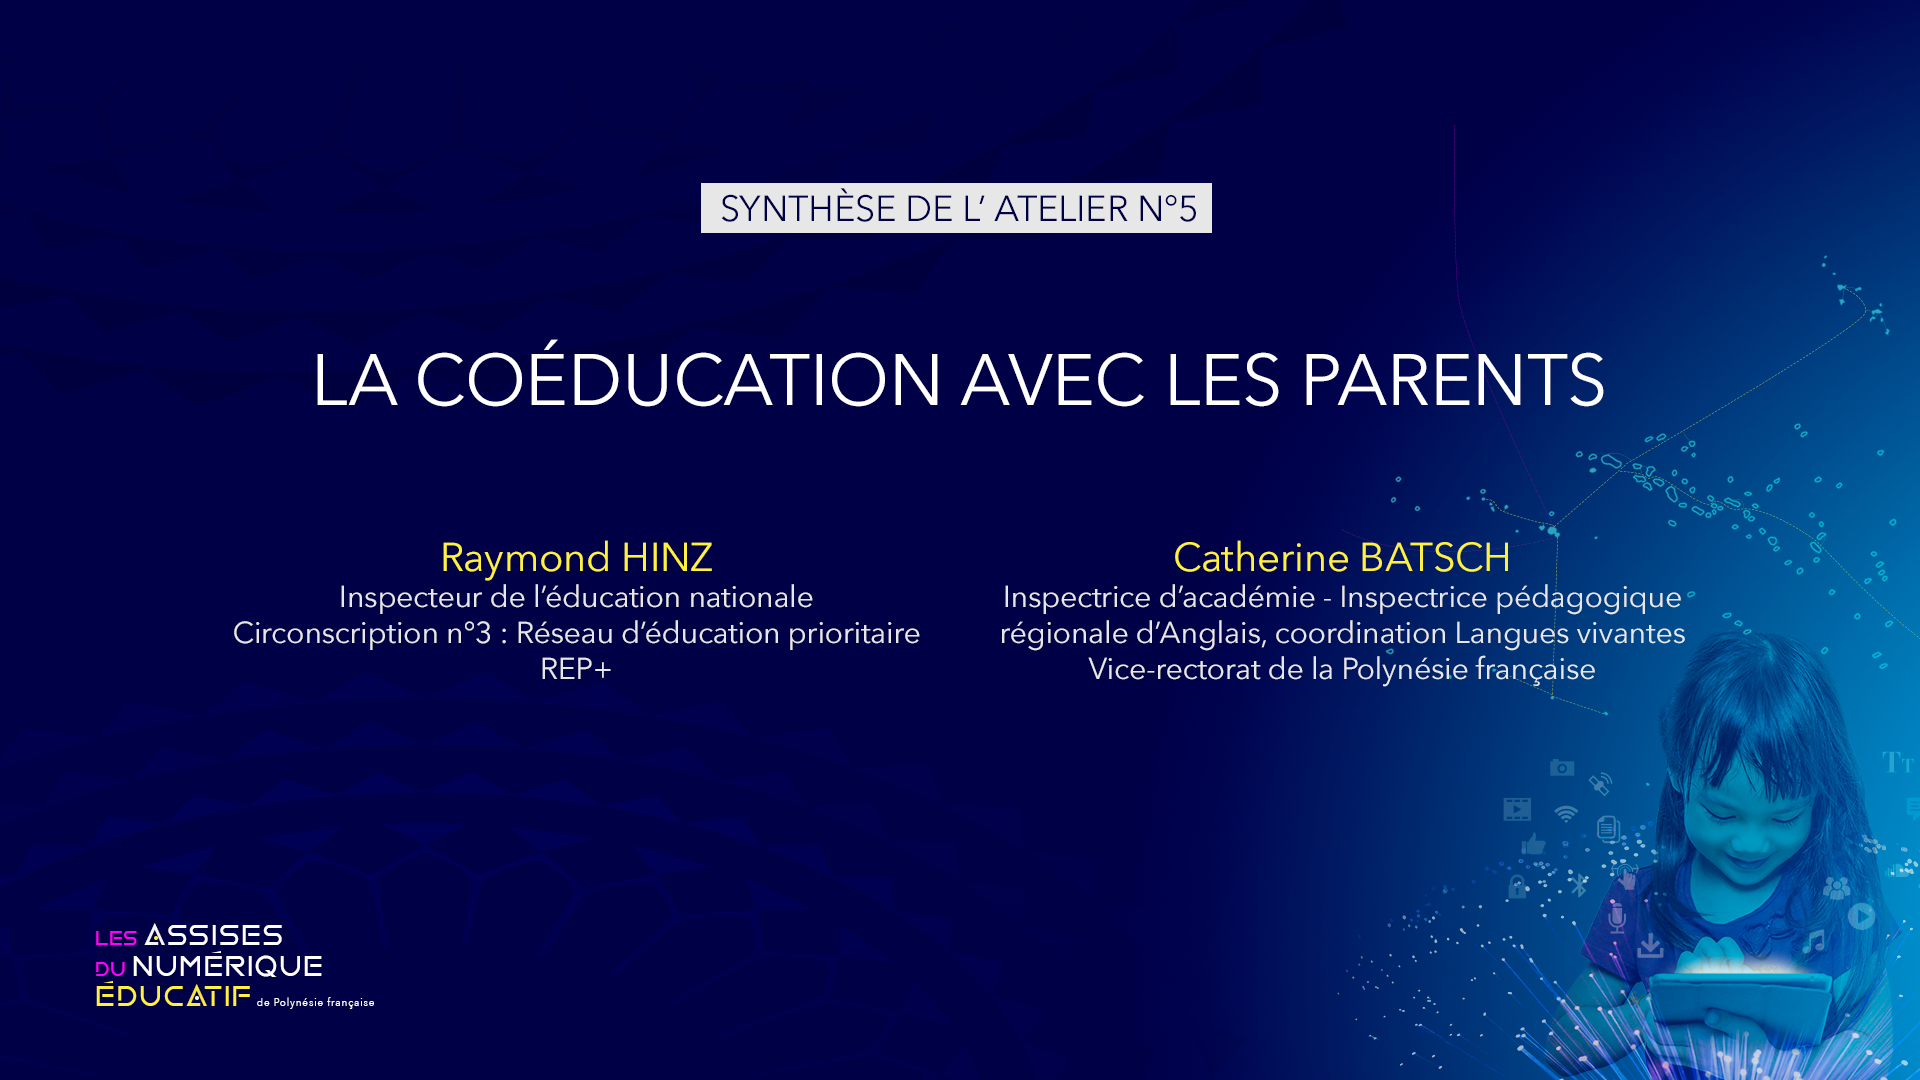 SYNTHÈSE DE L’ ATELIER N°5
LA COÉDUCATION AVEC LES PARENTS
Raymond HINZ
Inspecteur de l’éducation nationale
Circonscription n°3 : Réseau d’éducation prioritaire
REP+
Catherine BATSCH
Inspectrice d’académie - Inspectrice pédagogique
régionale d’Anglais, coordination Langues vivantes
Vice-rectorat de la Polynésie française
LES ASSISES
DU NUMÉRIQUE
ÉDUCATIF de Polynésie française
TT